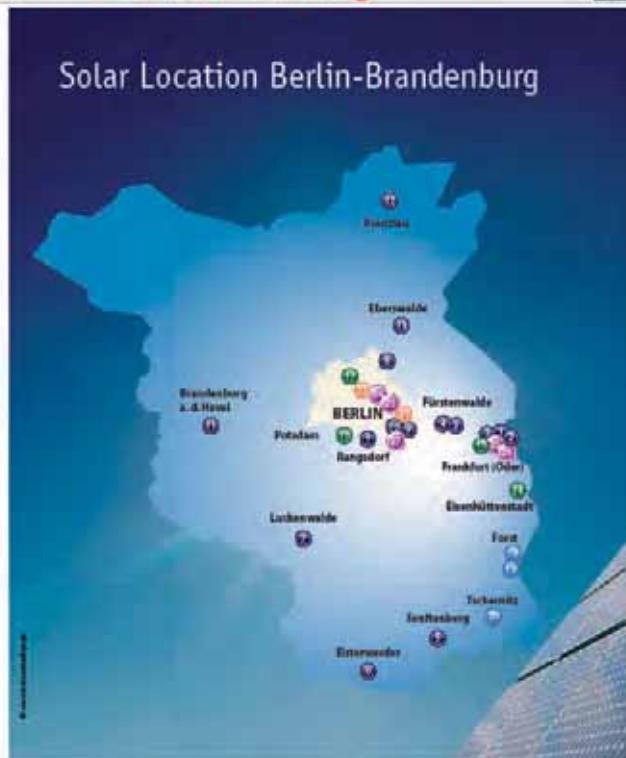 Solar Location Berlin-Brandenburg
Prenzlau
Eberswalde
Brandenburg
a. d. Havel
BERLIN
Fürstenwalde
Potsdam
Rangsdorf
Frankfurt (Oder)
Eisenhüttenstadt
Luckenwalde
Forst
Tschernitz
Senftenberg
Elsterwerda